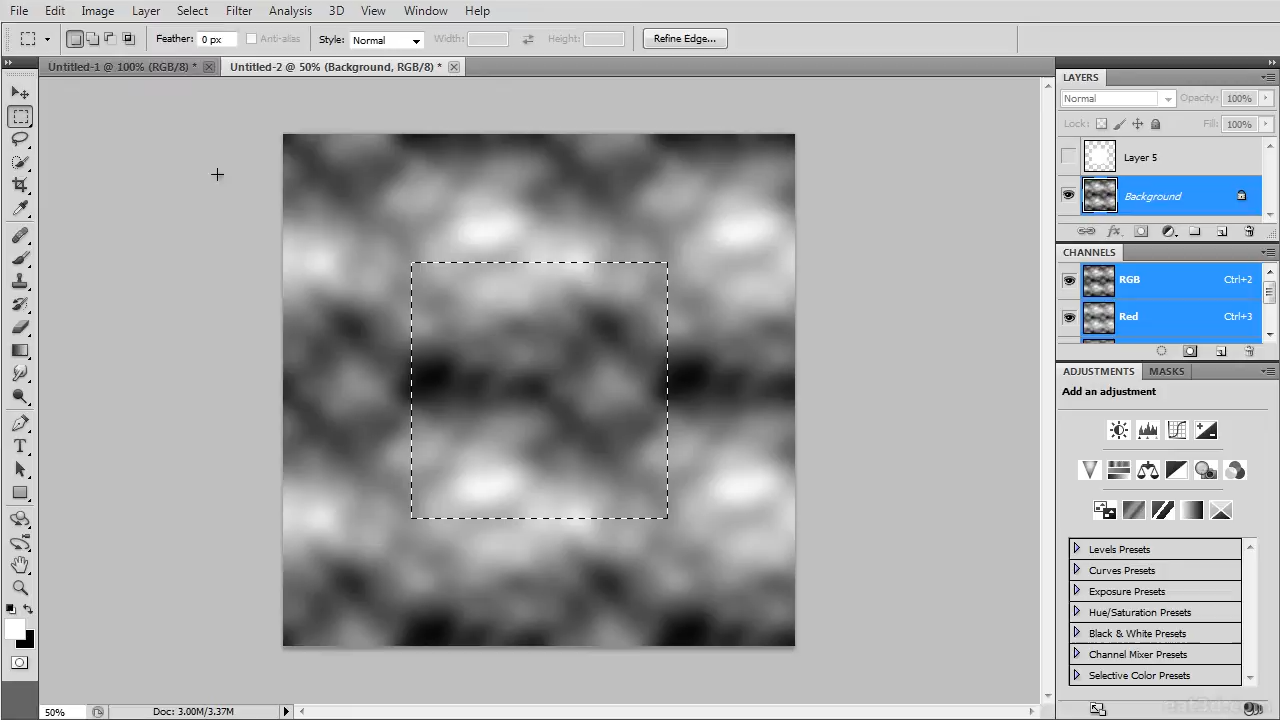 File Edit Image Layer Select Filter Analysis 3D View Window Help
Feather: 0 px Anti-alias Style: Normal Width: Height: Refine Edge...
Untitled-1 @ 100% (RGB/8) * Untitled-2 @ 50% (Background, RGB/8) *
LAYERS
Normal Opacity: 100%
Lock: Fill: 100%
Layer 5
Background
CHANNELS
RGB Ctrl+2
Red Ctrl+3
ADJUSTMENTS MASKS
Add an adjustment
Levels Presets
Curves Presets
Exposure Presets
Hue/Saturation Presets
Black & White Presets
Channel Mixer Presets
Selective Color Presets
50% Doc: 3.00M/3.37M